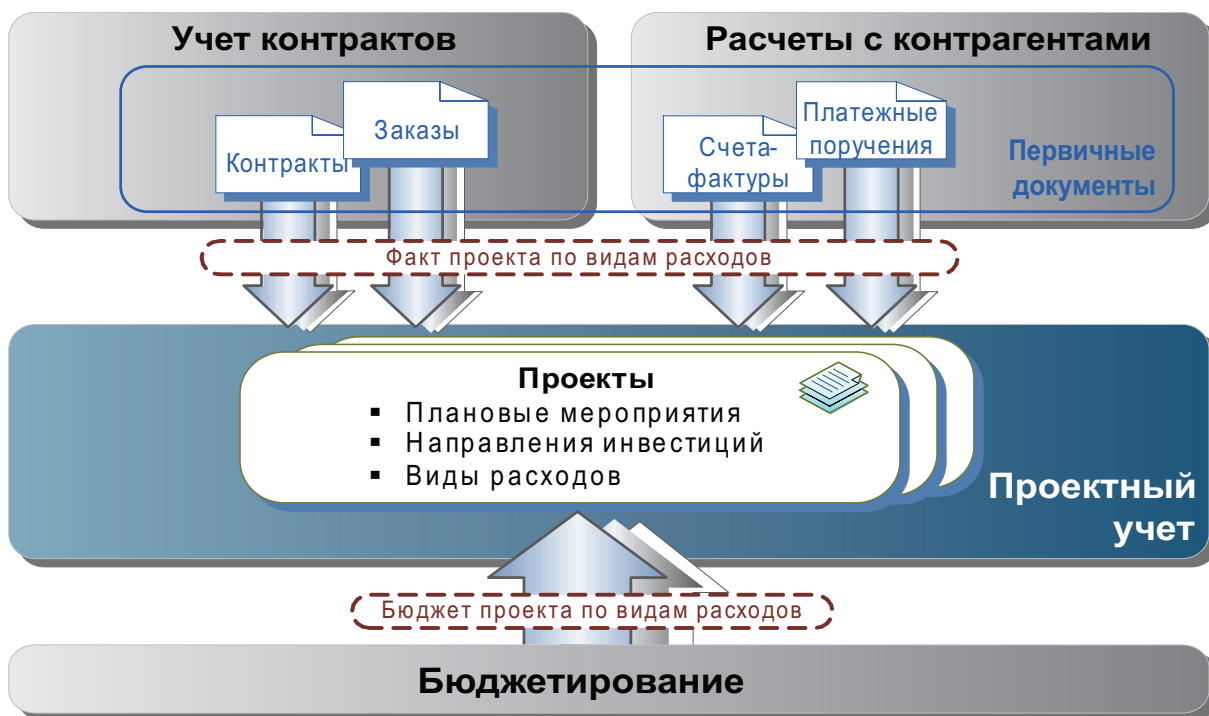 Учет контрактов
Расчеты с контрагентами
Контракты
Заказы
Счета-
фактуры
Платежные
поручения
Первичные
документы
Факт проекта по видам расходов
Проекты
▪ Плановые мероприятия
▪ Направления инвестиций
▪ Виды расходов
Проектный
учет
Бюджет проекта по видам расходов
Бюджетирование